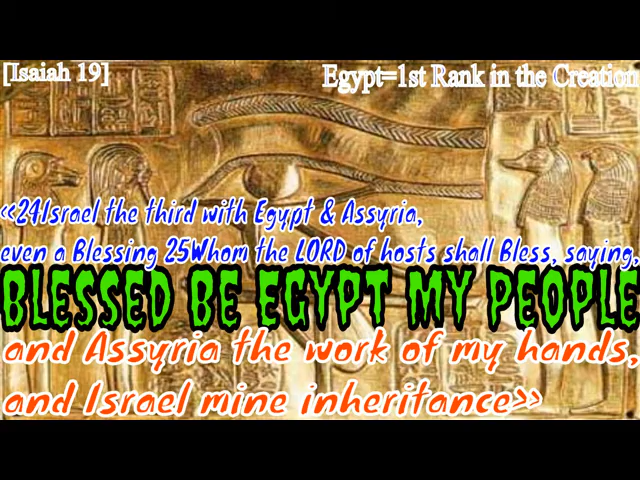 [Isaiah 19]
Egypt=1st Rank in the Creation
«24Israel the third with Egypt & Assyria,
even a Blessing 25Whom the LORD of hosts shall Bless, saying,
BLESSED BE EGYPT MY PEOPLE
and Assyria the work of my hands,
and Israel mine inheritance»